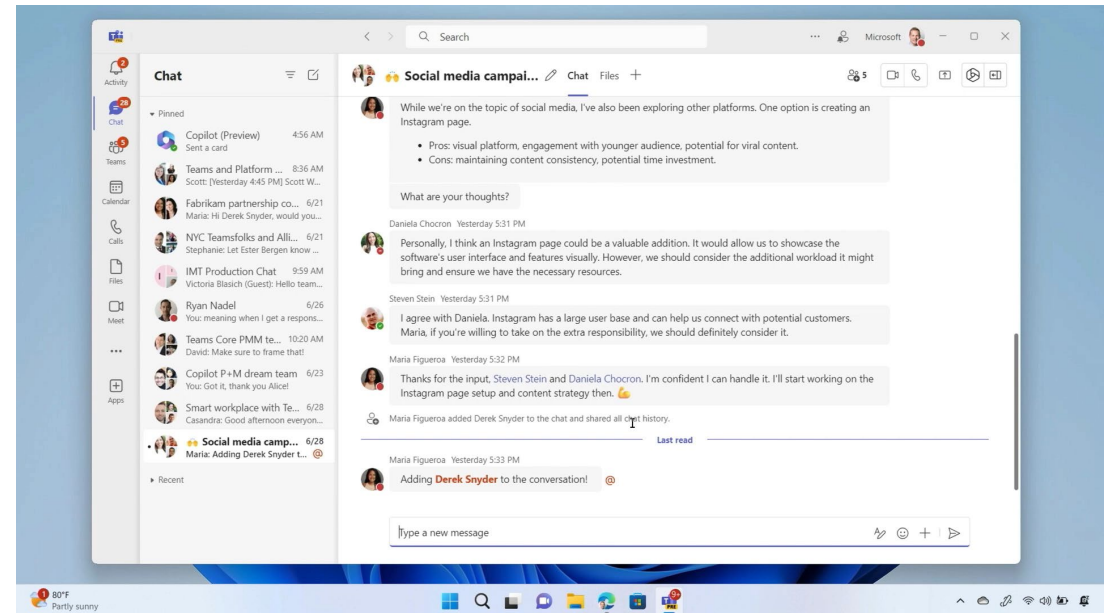 Search
Microsoft
2
Activity
28
Chat
5
Teams
Calendar
Calls
Files
Meet
Apps
Chat
Pinned
Copilot (Preview) 4:56 AM
Sent a card
Teams and Platform ... 8:36 AM
Scott: [Yesterday 4:45 PM] Scott W...
Fabrikam partnership co... 6/21
Maria: Hi Derek Snyder, would you...
NYC Teamsfolks and Alli... 6/21
Stephanie: Let Ester Bergen know ...
IMT Production Chat 9:59 AM
Victoria Blasich (Guest): Hello team...
Ryan Nadel 6/26
You: meaning when I get a respons...
Teams Core PMM te... 10:20 AM
David: Make sure to frame that!
Copilot P+M dream team 6/23
You: Got it, thank you Alice!
Smart workplace with Te... 6/28
Casandra: Good afternoon everyon...
Social media camp... 6/28
Maria: Adding Derek Snyder t... @
Recent
Social media campai... Chat Files
5
While we're on the topic of social media, I've also been exploring other platforms. One option is creating an
Instagram page.
• Pros: visual platform, engagement with younger audience, potential for viral content.
• Cons: maintaining content consistency, potential time investment.
What are your thoughts?
Daniela Chocron Yesterday 5:31 PM
Personally, I think an Instagram page could be a valuable addition. It would allow us to showcase the
software's user interface and features visually. However, we should consider the additional workload it might
bring and ensure we have the necessary resources.
Steven Stein Yesterday 5:31 PM
I agree with Daniela. Instagram has a large user base and can help us connect with potential customers.
Maria, if you're willing to take on the extra responsibility, we should definitely consider it.
Maria Figueroa Yesterday 5:32 PM
Thanks for the input, Steven Stein and Daniela Chocron. I'm confident I can handle it. I'll start working on the
Instagram page setup and content strategy then. 💪
Maria Figueroa added Derek Snyder to the chat and shared all chat history.
Last read
Maria Figueroa Yesterday 5:33 PM
Adding Derek Snyder to the conversation! @
Type a new message
1
80°F
Partly sunny
9+
PRE